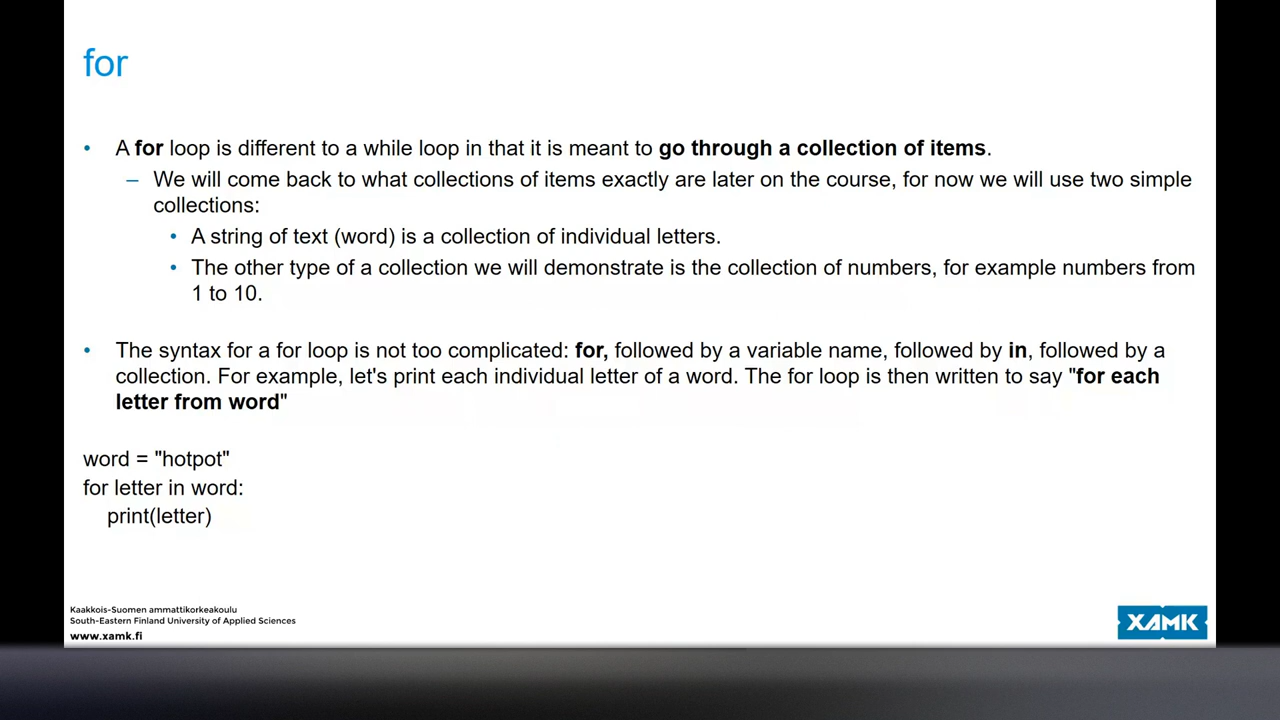 for
• A for loop is different to a while loop in that it is meant to go through a collection of items.
– We will come back to what collections of items exactly are later on the course, for now we will use two simple
collections:
• A string of text (word) is a collection of individual letters.
• The other type of a collection we will demonstrate is the collection of numbers, for example numbers from
1 to 10.
• The syntax for a for loop is not too complicated: for, followed by a variable name, followed by in, followed by a
collection. For example, let's print each individual letter of a word. The for loop is then written to say "for each
letter from word"
word = "hotpot"
for letter in word:
print(letter)
Kaakkois-Suomen ammattikorkeakoulu
South-Eastern Finland University of Applied Sciences
www.xamk.fi
XAMK